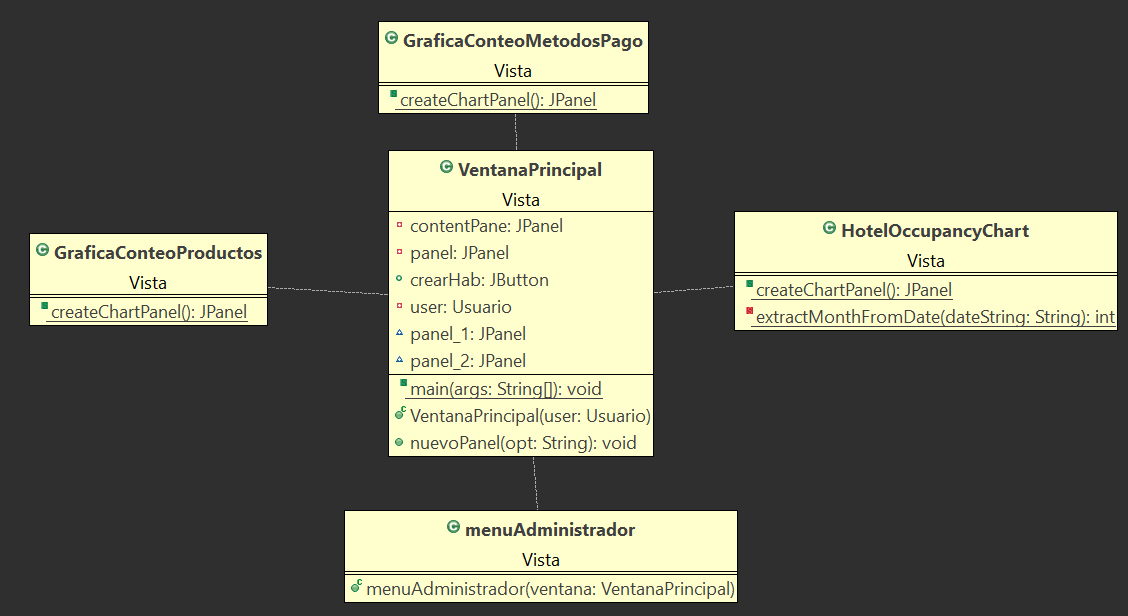 GraficaConteoMetodosPago
Vista
createChartPanel(): JPanel
VentanaPrincipal
Vista
contentPane: JPanel
panel: JPanel
crearHab: JButton
user: Usuario
panel_1: JPanel
panel_2: JPanel
main(args: String[]): void
VentanaPrincipal(user: Usuario)
nuevoPanel(opt: String): void
GraficaConteoProductos
Vista
createChartPanel(): JPanel
HotelOccupancyChart
Vista
createChartPanel(): JPanel
extractMonthFromDate(dateString: String): int
menuAdministrador
Vista
menuAdministrador(ventana: VentanaPrincipal)